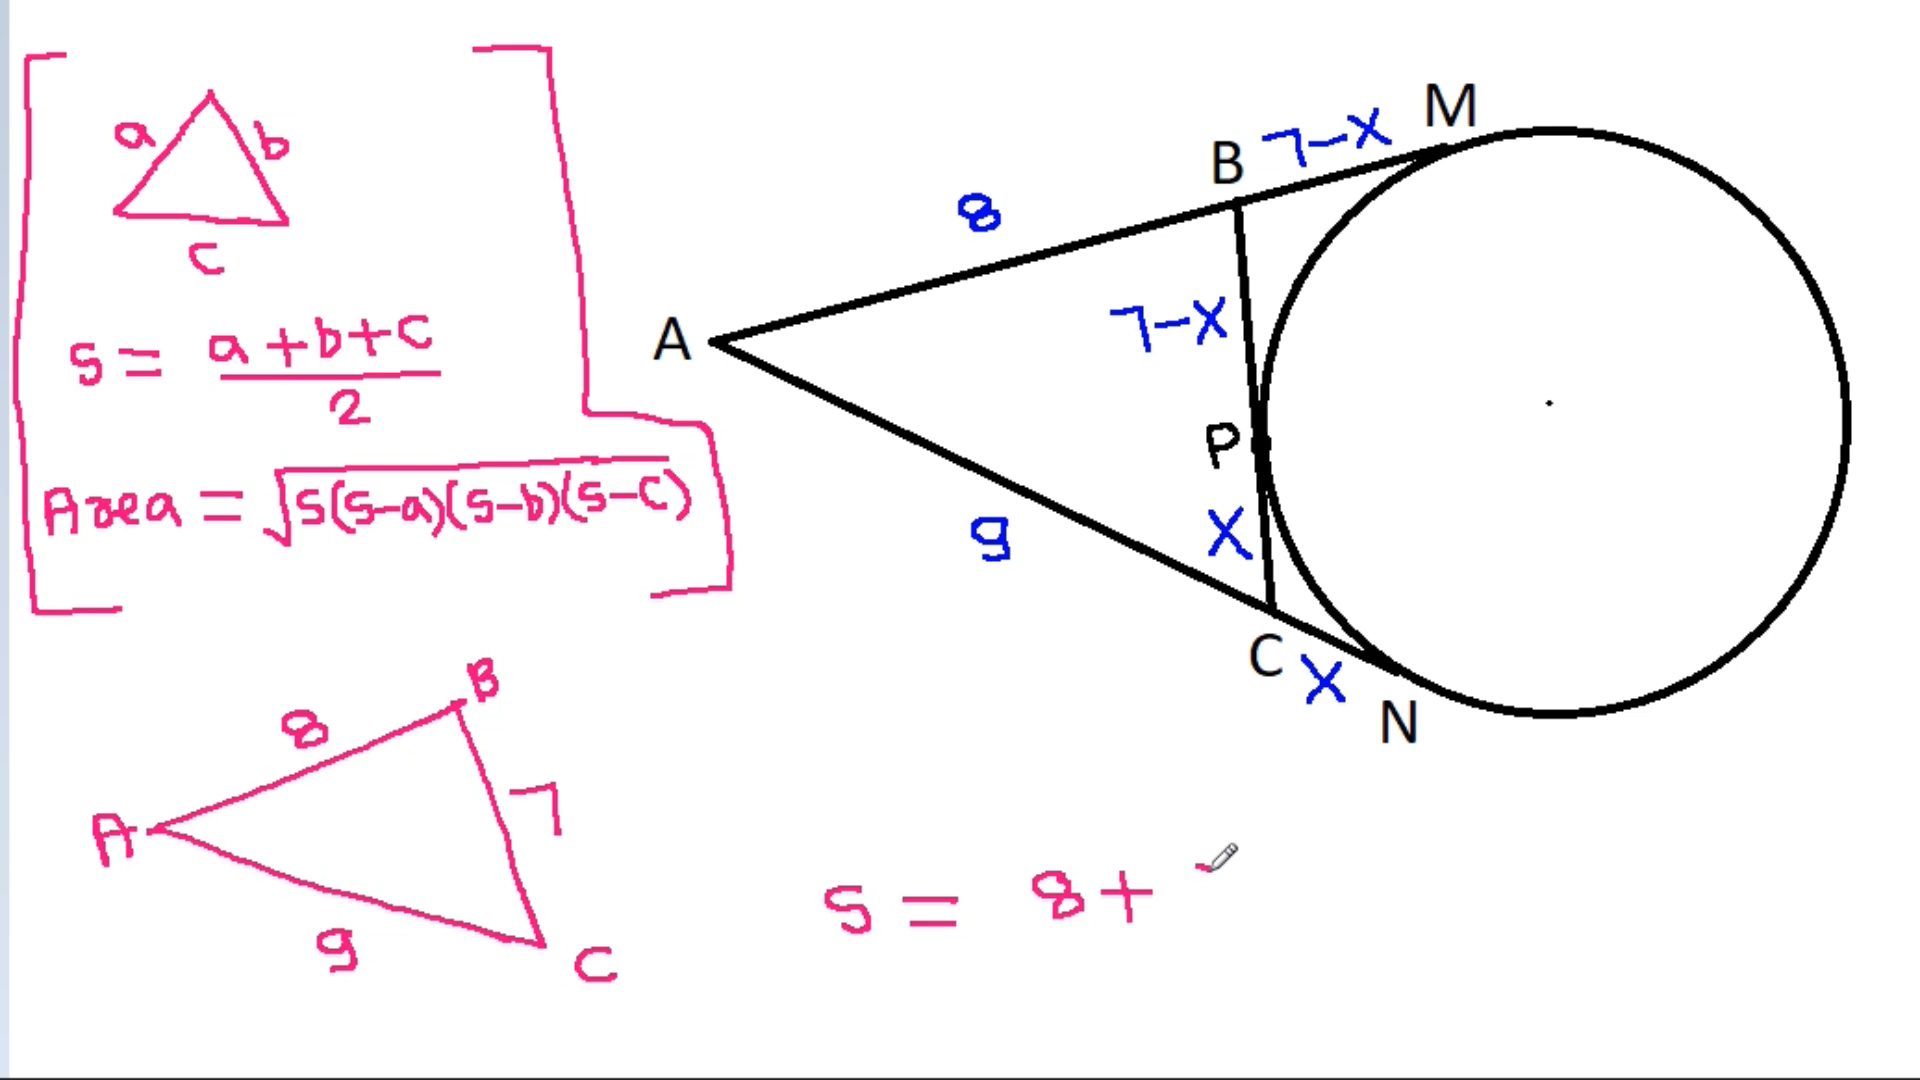 a
b
c
S = a+b+c
2
Area = √S(S-a)(S-b)(S-c)
M
B
7-x
8
7-x
A
P
x
9
C
x
N
B
8
7
A
9
C
S = 8+